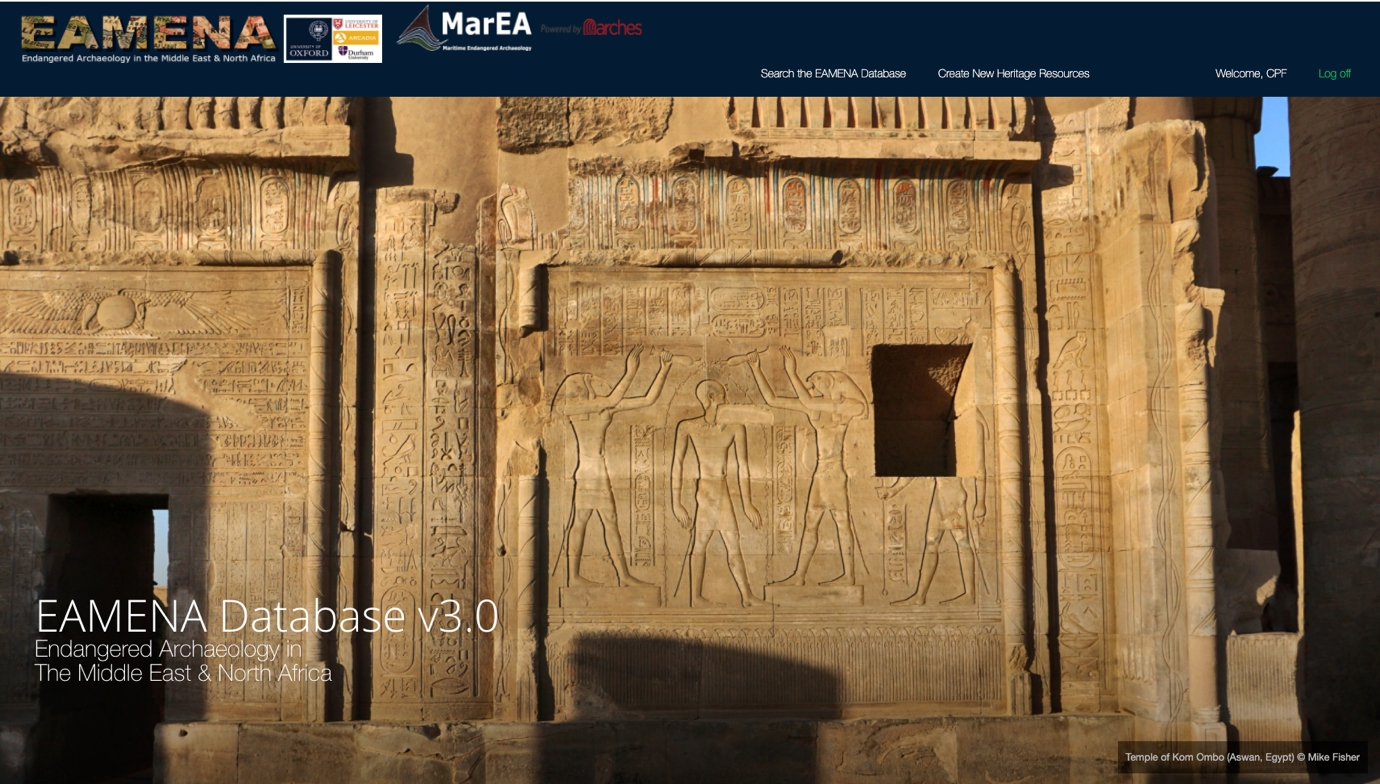 EAMENA
Endangered Archaeology in the Middle East & North Africa
UNIVERSITY OF
OXFORD
UNIVERSITY OF
LEICESTER
ARCADIA
Durham
University
MarEA
Maritime Endangered Archaeology
Powered by arches
Search the EAMENA Database
Create New Heritage Resources
Welcome, CPF
Log off
EAMENA Database v3.0
Endangered Archaeology in
The Middle East & North Africa
Temple of Kom Ombo (Aswan, Egypt) © Mike Fisher